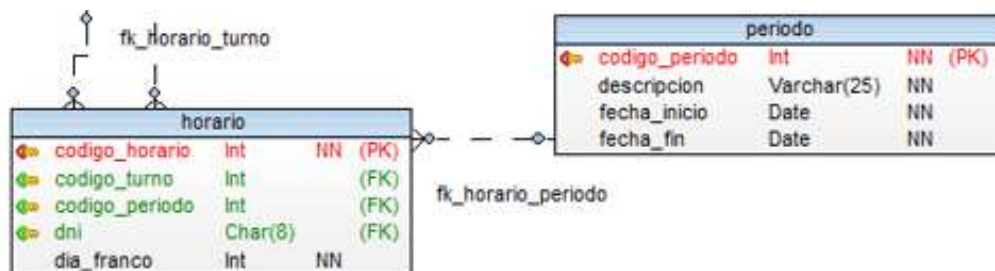 fk_horario_turno
periodo
codigo_periodo Int NN (PK)
descripcion Varchar(25) NN
fecha_inicio Date NN
fecha_fin Date NN
horario
codigo_horario Int NN (PK)
codigo_turno Int (FK)
codigo_periodo Int (FK)
dni Char(8) (FK)
dia_franco Int NN
fk_horario_periodo